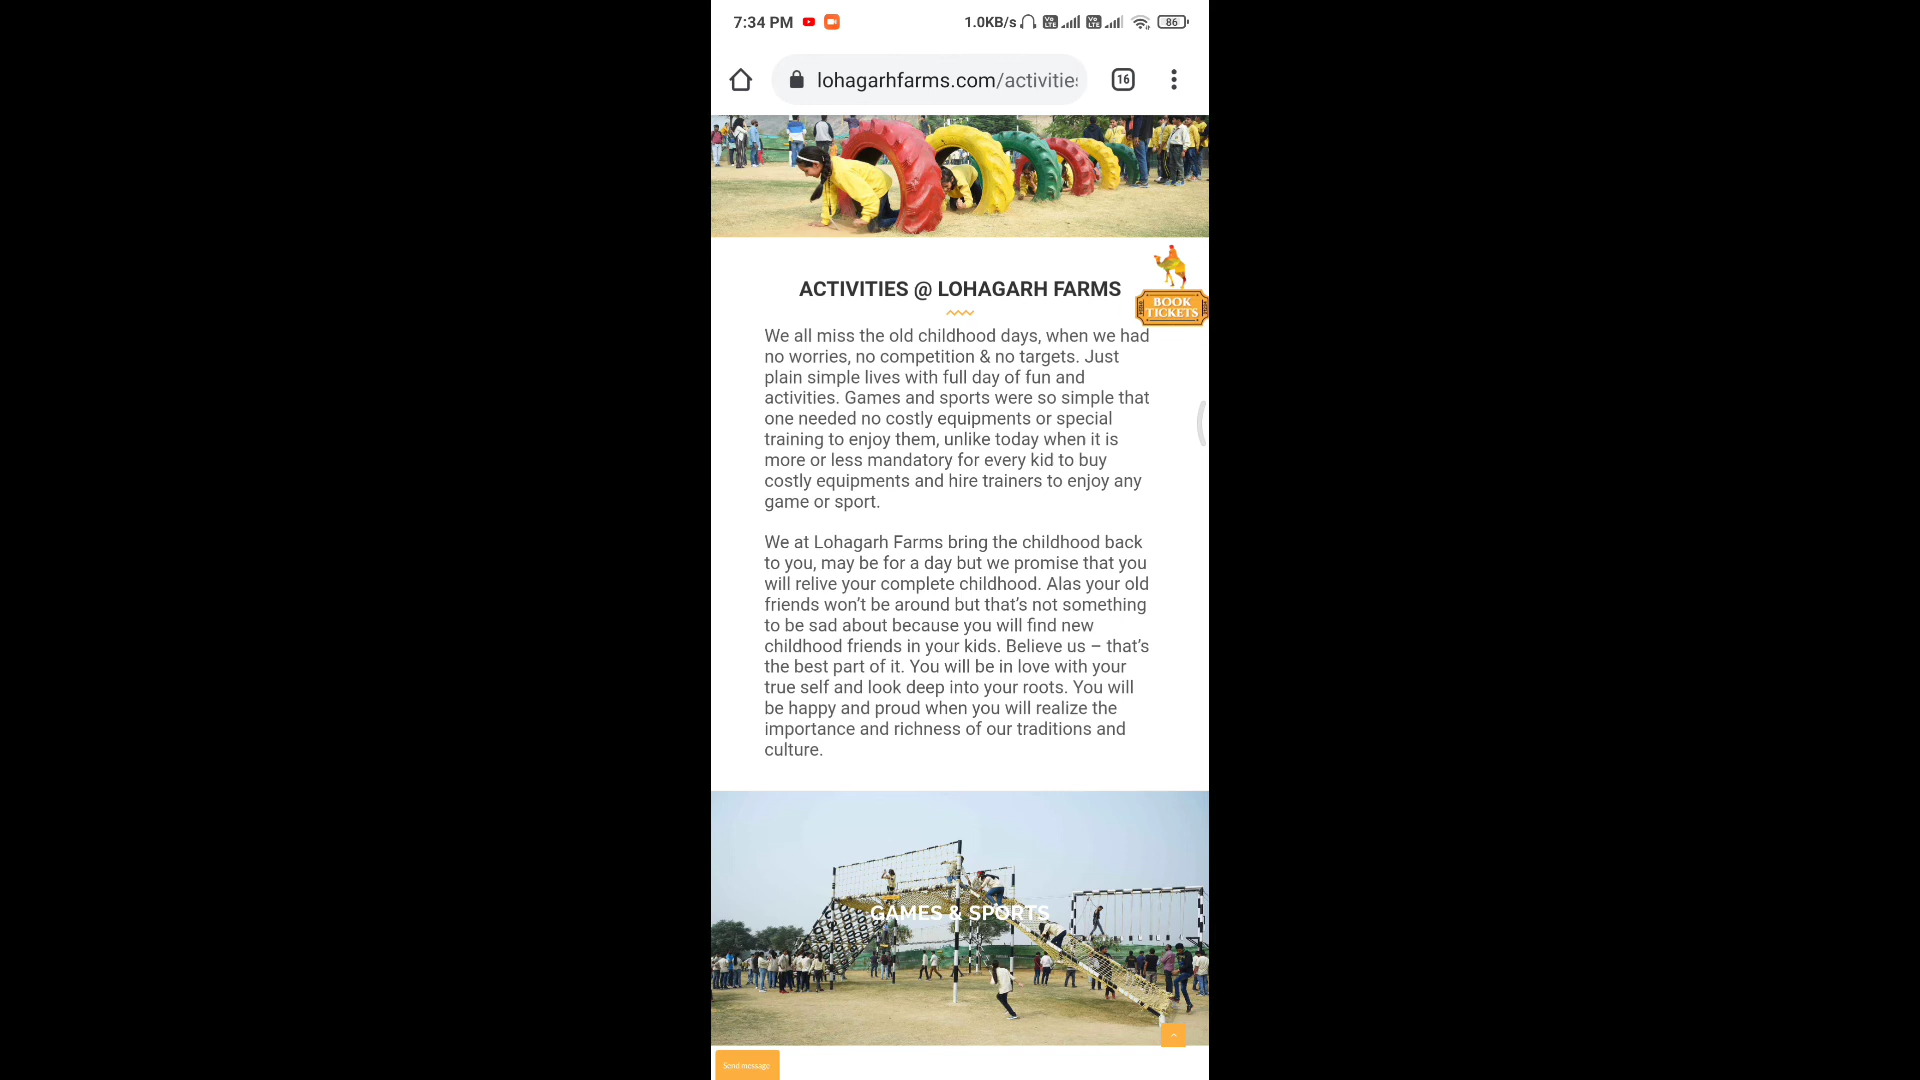 7:34 PM
1.0KB/s
Vo LTE
Vo LTE
86
lohagarhfarms.com/activities
16
BOOK
TICKETS
ACTIVITIES @ LOHAGARH FARMS
We all miss the old childhood days, when we had
no worries, no competition & no targets. Just
plain simple lives with full day of fun and
activities. Games and sports were so simple that
one needed no costly equipments or special
training to enjoy them, unlike today when it is
more or less mandatory for every kid to buy
costly equipments and hire trainers to enjoy any
game or sport.
We at Lohagarh Farms bring the childhood back
to you, may be for a day but we promise that you
will relive your complete childhood. Alas your old
friends won’t be around but that’s not something
to be sad about because you will find new
childhood friends in your kids. Believe us – that’s
the best part of it. You will be in love with your
true self and look deep into your roots. You will
be happy and proud when you will realize the
importance and richness of our traditions and
culture.
GAMES & SPORTS
Send message